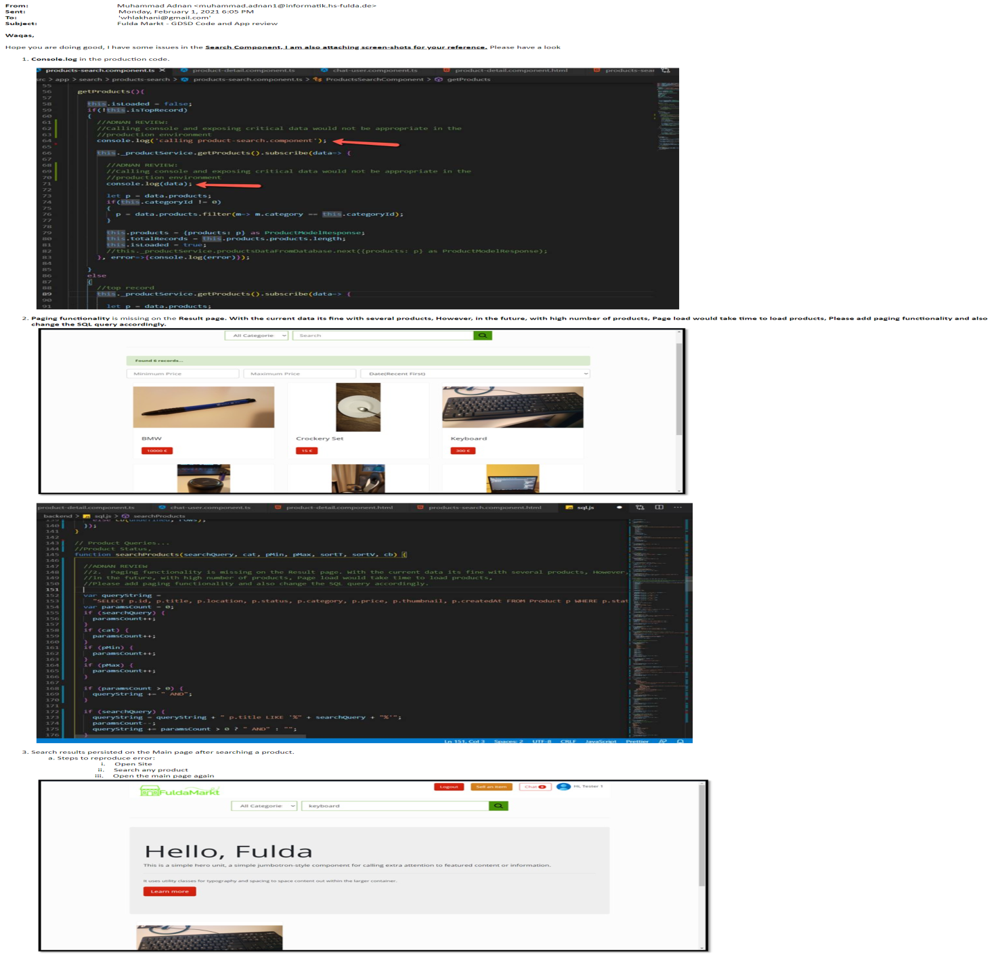 From: Muhammad Adnan <muhammad.adnan1@informatik.hs-fulda.de>
Sent: Monday, February 1, 2021 6:05 PM
To: 'whlakhani@gmail.com'
Subject: Fulda Markt - GDSD Code and App review
Waqas,
Hope you are doing good, I have some issues in the Search Component, I am also attaching screen-shots for your reference. Please have a look
1. Console.log in the production code.
products-search.component.ts × product-detail.component.ts chat-user.component.ts product-detail.component.html products-sear
src > app > search > products-search > products-search.component.ts > ProductsSearchComponent > getProducts
55
56 getProducts(){
57
58 this.isLoaded = false;
59 if(!this.isTopRecord)
60 {
61 //ADNAN REVIEW:
62 //Calling console and exposing critical data would not be appropriate in the
63 //production environment
64 console.log('calling product-search.component');
65
66 this._productService.getProducts().subscribe(data=> {
67
68 //ADNAN REVIEW:
69 //Calling console and exposing critical data would not be appropriate in the
70 //production environment
71 console.log(data);
72
73 let p = data.products;
74 if(this.categoryId != 0)
75 {
76 p = data.products.filter(m=> m.category == this.categoryId);
77 }
78
79 this.products = {products: p} as ProductModelResponse;
80 this.totalRecords = this.products.products.length;
81 this.isLoaded = true;
82 //this._productService.productsDataFromDatabase.next({products: p} as ProductModelResponse);
83 }, error=>{console.log(error)});
84
85 }
86 else
87 {
88 //top record
89 this._productService.getProducts().subscribe(data=> {
90
91 let p = data.products;
2. Paging functionality is missing on the Result page. With the current data its fine with several products, However, in the future, with high number of products, Page load would take time to load products, Please add paging functionality and also
change the SQL query accordingly.
All Categorie Search
Found 6 records...
Minimum Price Maximum Price Date(Recent First)
BMW Crockery Set Keyboard
10000 € 15 € 300 €
product-detail.component.ts chat-user.component.ts product-detail.component.html products-search.component.html sql.js
backend > sql.js > searchProducts
139 else cb(undefined, rows);
140 });
141 }
142
143 // Product Queries...
144 //Product Status,
145 function searchProducts(searchQuery, cat, pMin, pMax, sortT, sortV, cb) {
146
147 //ADNAN REVIEW
148 //2. Paging functionality is missing on the Result page. With the current data its fine with several products, However,
149 //in the future, with high number of products, Page load would take time to load products,
150 //Please add paging functionality and also change the SQL query accordingly.
151
152 var queryString =
153 "SELECT p.id, p.title, p.location, p.status, p.category, p.price, p.thumbnail, p.createdAt FROM Product p WHERE p.stat
154 var paramsCount = 0;
155 if (searchQuery) {
156 paramsCount++;
157 }
158 if (cat) {
159 paramsCount++;
160 }
161 if (pMin) {
162 paramsCount++;
163 }
164 if (pMax) {
165 paramsCount++;
166 }
167
168 if (paramsCount > 0) {
169 queryString += " AND";
170 }
171
172 if (searchQuery) {
173 queryString = queryString + " p.title LIKE '%" + searchQuery + "%'";
174 paramsCount--;
175 queryString += paramsCount > 0 ? " AND" : "";
176 }
Ln 151, Col 3 Spaces: 2 UTF-8 CRLF JavaScript Prettier
3. Search results persisted on the Main page after searching a product.
a. Steps to reproduce error:
i. Open Site
ii. Search any product
iii. Open the main page again
FuldaMarkt Logout Sell an item Chat Hi, Tester 1
All Categorie keyboard
Hello, Fulda
This is a simple hero unit, a simple jumbotron-style component for calling extra attention to featured content or information.
It uses utility classes for typography and spacing to space content out within the larger container.
Learn more